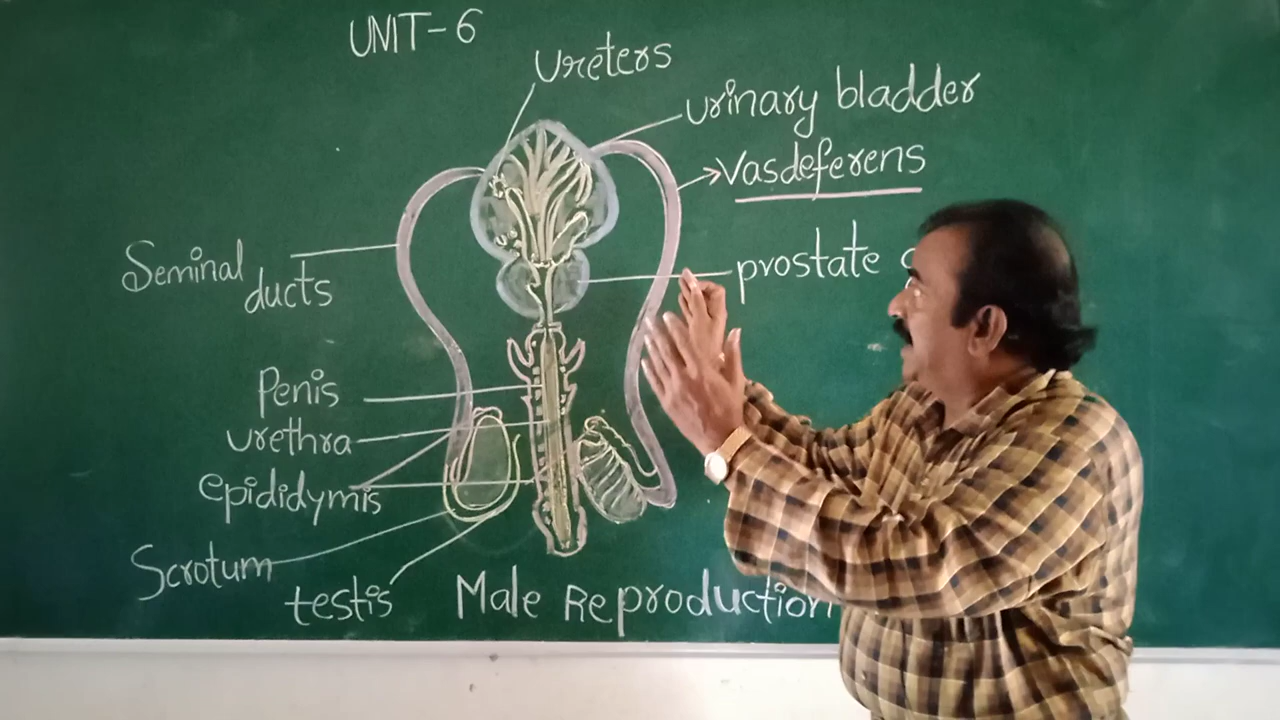 UNIT-6
Ureters
urinary bladder
Vasdeferens
prostate
Seminal
ducts
Penis
urethra
epididymis
Scrotum
testis
Male Reproduction